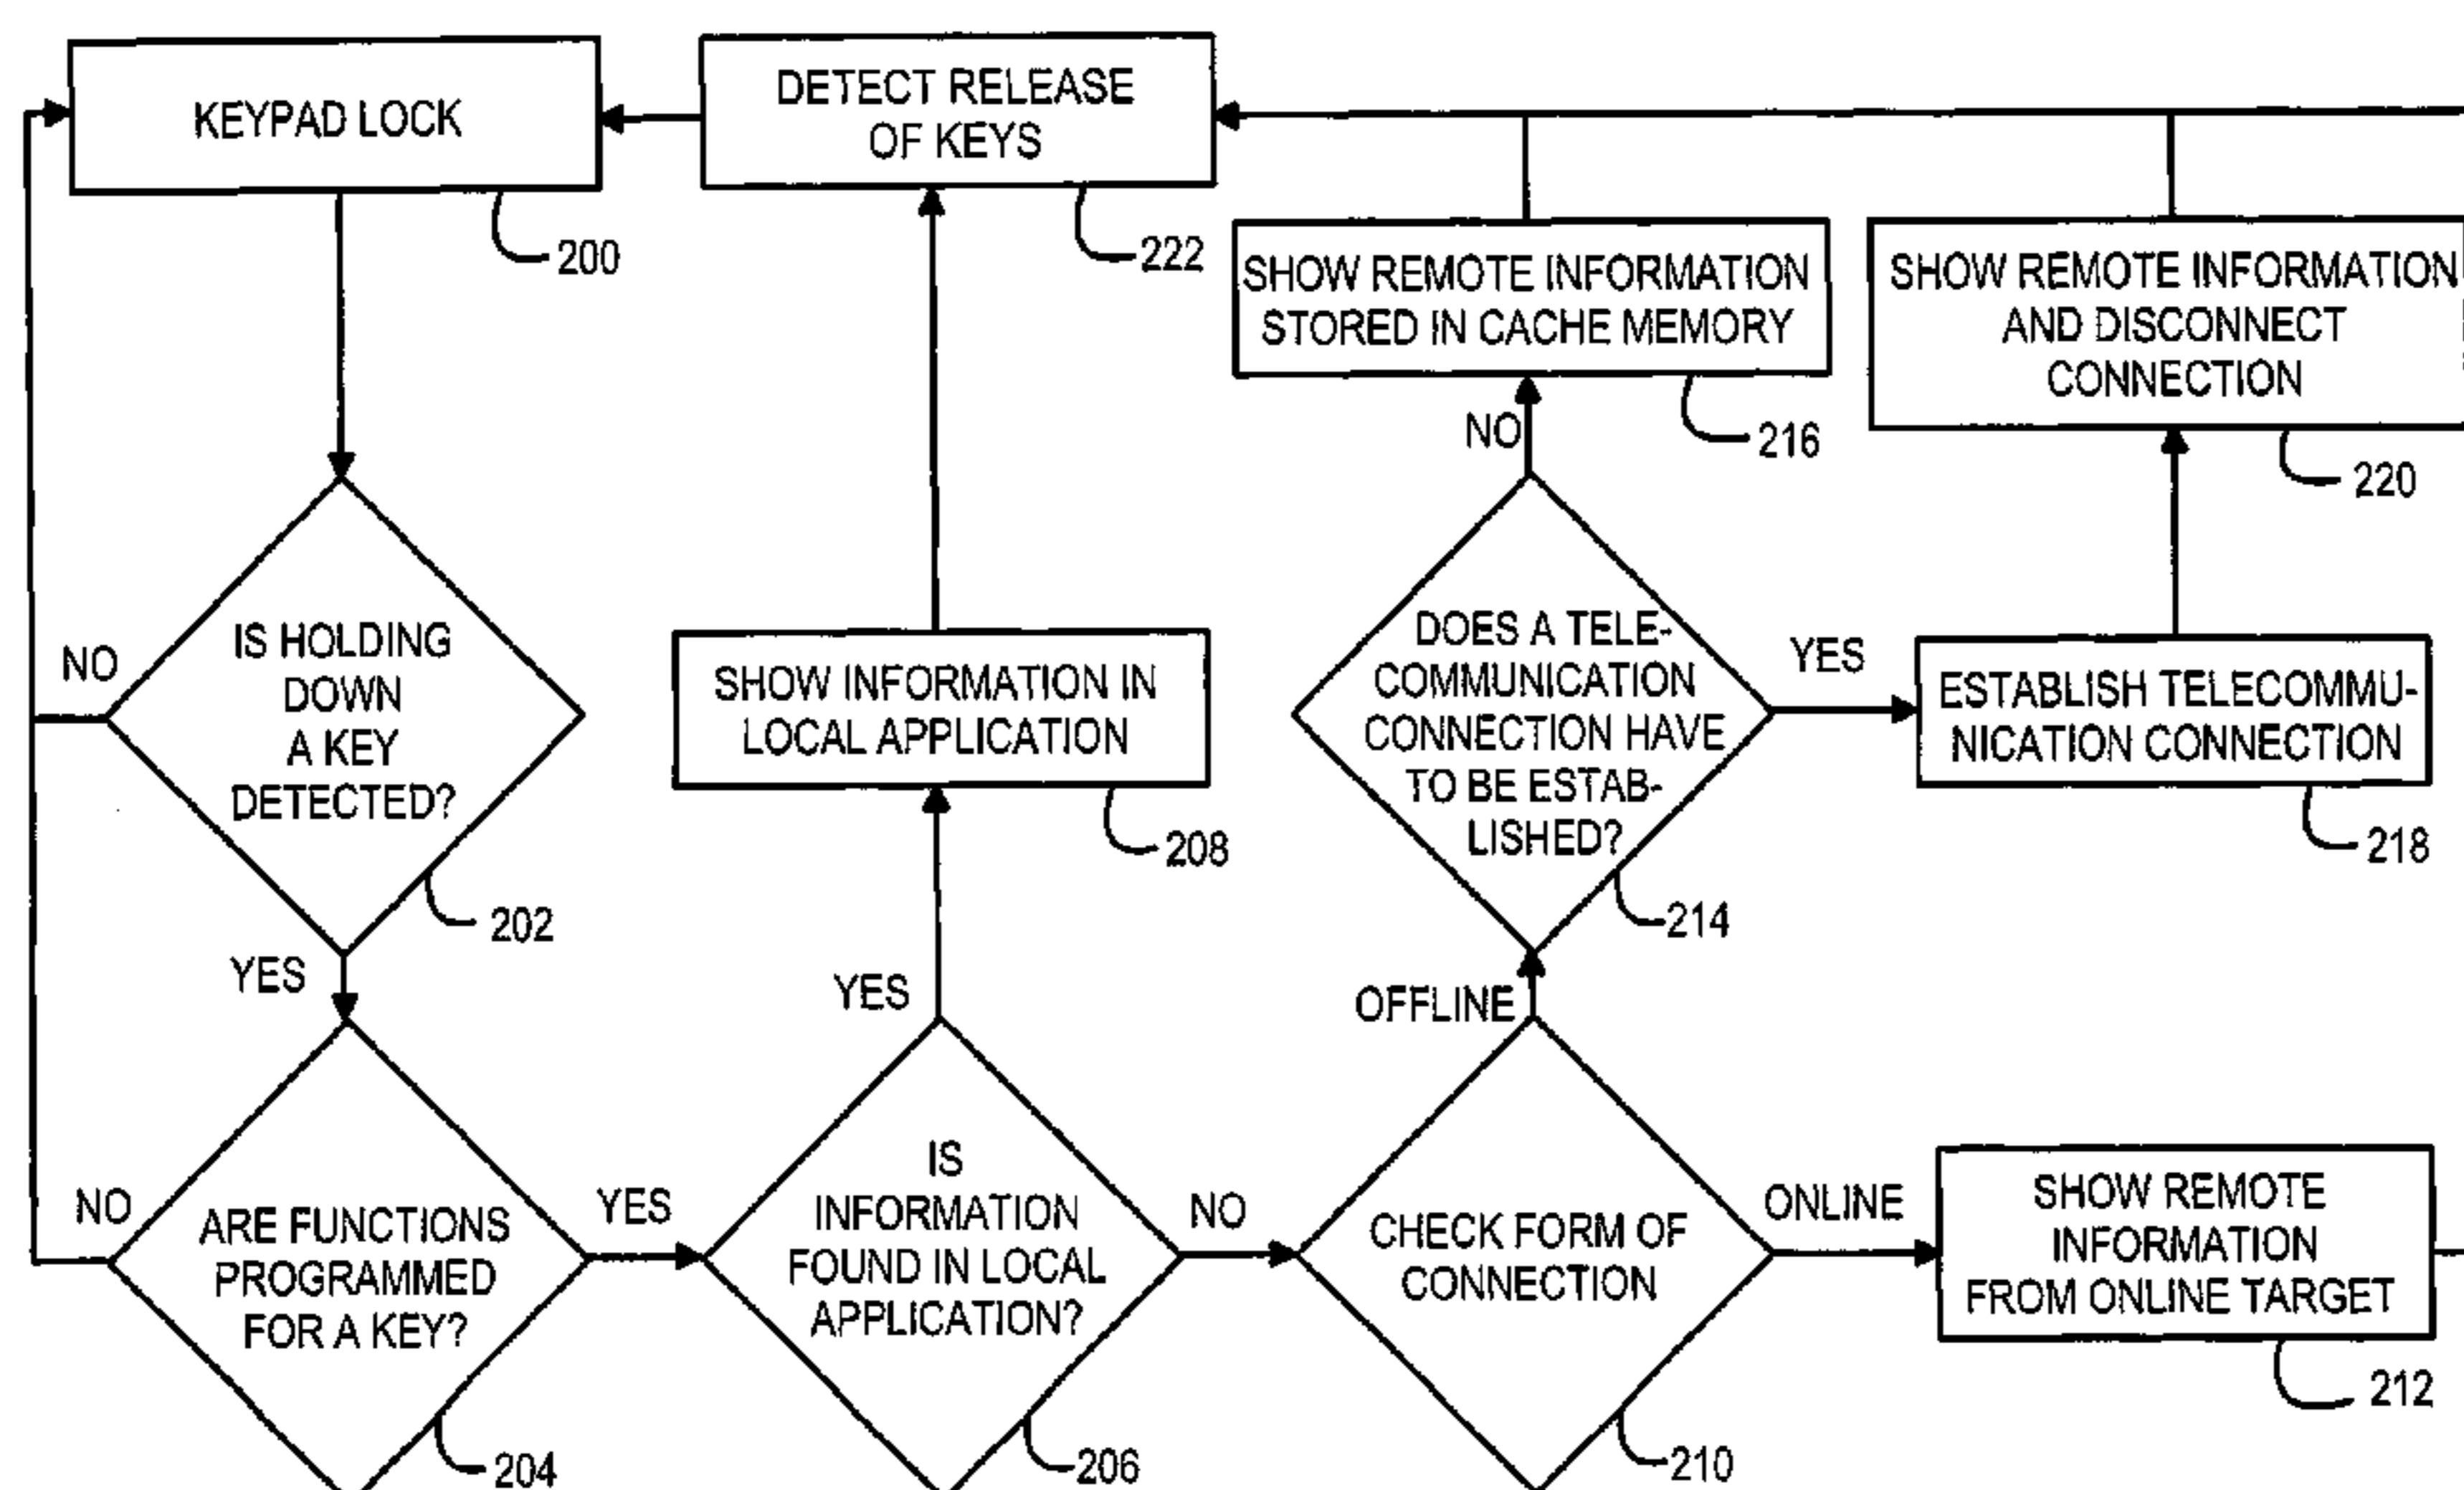 KEYPAD LOCK
200
DETECT RELEASE
OF KEYS
222
SHOW REMOTE INFORMATION
STORED IN CACHE MEMORY
216
SHOW REMOTE INFORMATION
AND DISCONNECT
CONNECTION
220
NO
IS HOLDING
DOWN
A KEY
DETECTED?
202
YES
SHOW INFORMATION IN
LOCAL APPLICATION
208
YES
NO
DOES A TELE-
COMMUNICATION
CONNECTION HAVE
TO BE ESTAB-
LISHED?
214
YES
ESTABLISH TELECOMMU-
NICATION CONNECTION
218
OFFLINE
NO
ARE FUNCTIONS
PROGRAMMED
FOR A KEY?
204
YES
IS
INFORMATION
FOUND IN LOCAL
APPLICATION?
206
NO
CHECK FORM OF
CONNECTION
210
ONLINE
SHOW REMOTE
INFORMATION
FROM ONLINE TARGET
212